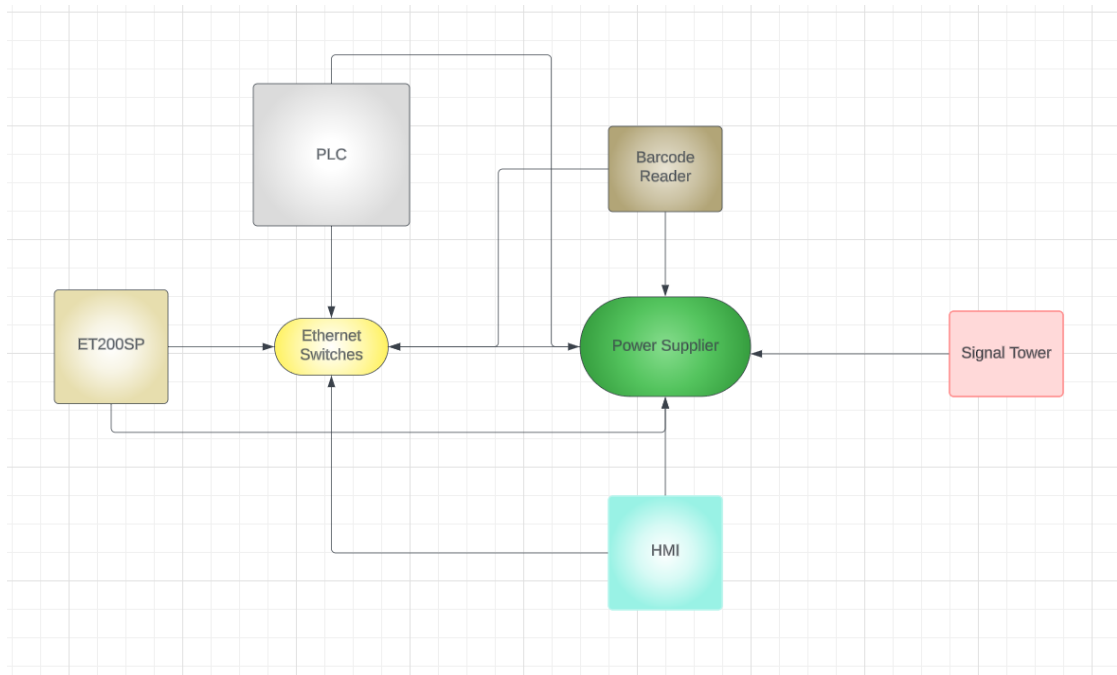 PLC
Barcode
Reader
ET200SP
Ethernet
Switches
Power Supplier
Signal Tower
HMI